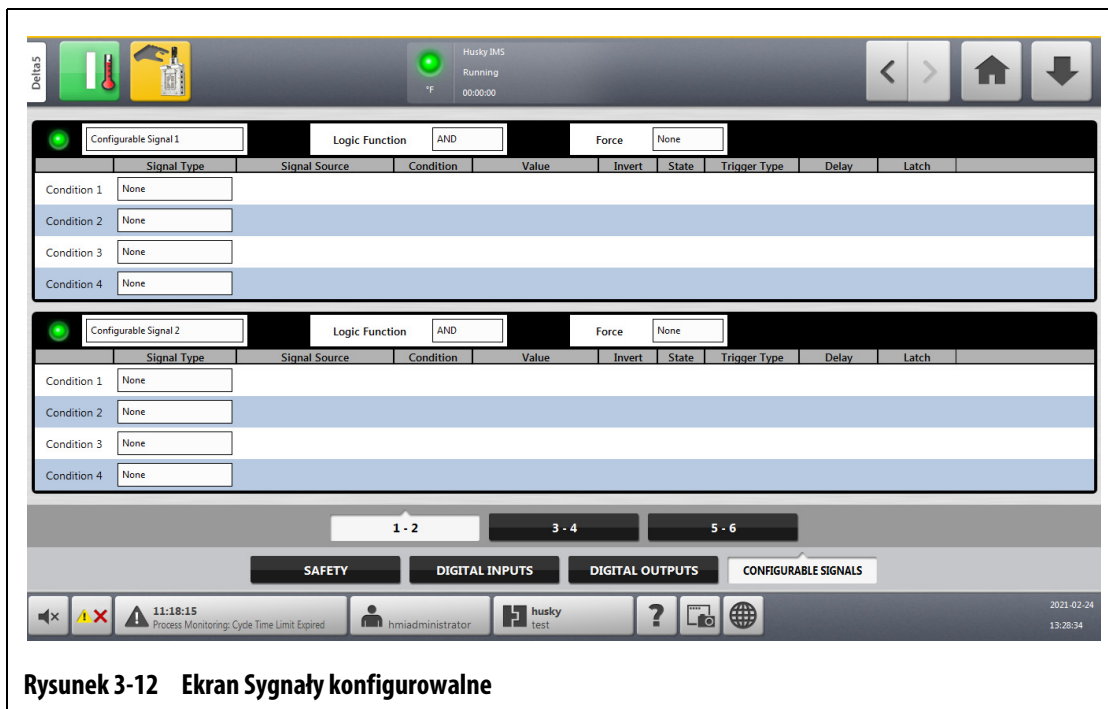 Delta5
Husky IMS
Running
°F 00:00:00
Configurable Signal 1 Logic Function AND Force None
Signal Type Signal Source Condition Value Invert State Trigger Type Delay Latch
Condition 1 None
Condition 2 None
Condition 3 None
Condition 4 None
Configurable Signal 2 Logic Function AND Force None
Signal Type Signal Source Condition Value Invert State Trigger Type Delay Latch
Condition 1 None
Condition 2 None
Condition 3 None
Condition 4 None
1 - 2 3 - 4 5 - 6
SAFETY DIGITAL INPUTS DIGITAL OUTPUTS CONFIGURABLE SIGNALS
11:18:15
Process Monitoring: Cycle Time Limit Expired
hmiadministrator
husky
test
?
2021-02-24
13:28:34
Rysunek 3-12 Ekran Sygnały konfigurowalne